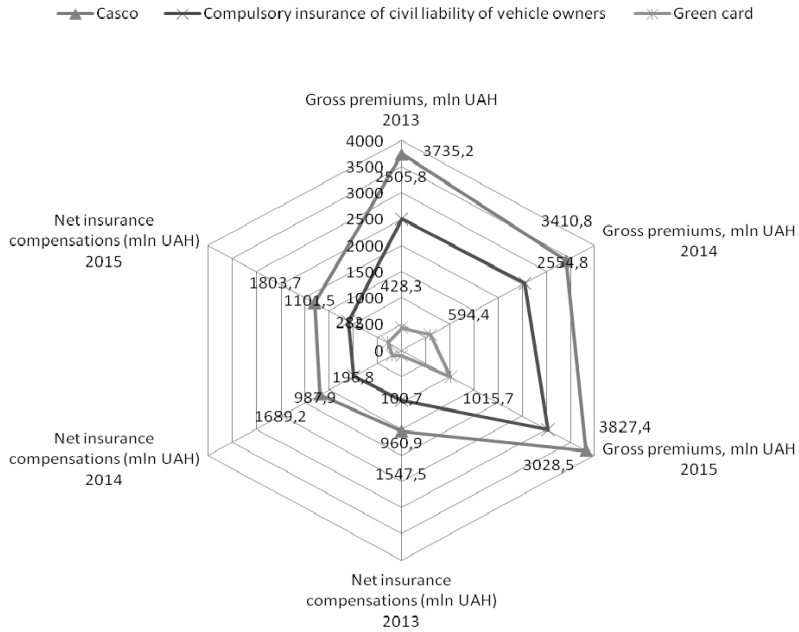 Casco
Compulsory insurance of civil liability of vehicle owners
Green card
Gross premiums, mln UAH
2013
4000
3735,2
3500
2505,8
3000
2500
2000
1500
1000
500
0
428,3
3410,8
Gross premiums, mln UAH
2014
2554,8
594,4
Net insurance
compensations (mln UAH)
2015
1803,7
1101,5
196,8
987,9
1689,2
Net insurance
compensations (mln UAH)
2014
100,7
960,9
1547,5
1015,7
3827,4
Gross premiums, mln UAH
2015
3028,5
Net insurance
compensations (mln UAH)
2013